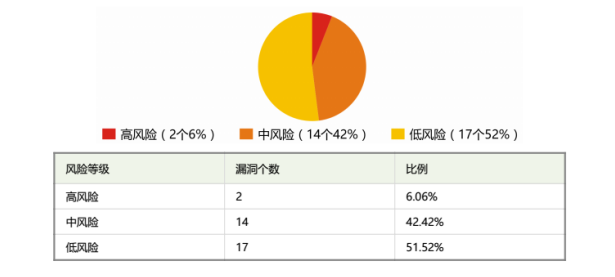 高风险（2个6%） 中风险（14个42%） 低风险（17个52%）
风险等级 漏洞个数 比例
高风险 2 6.06%
中风险 14 42.42%
低风险 17 51.52%